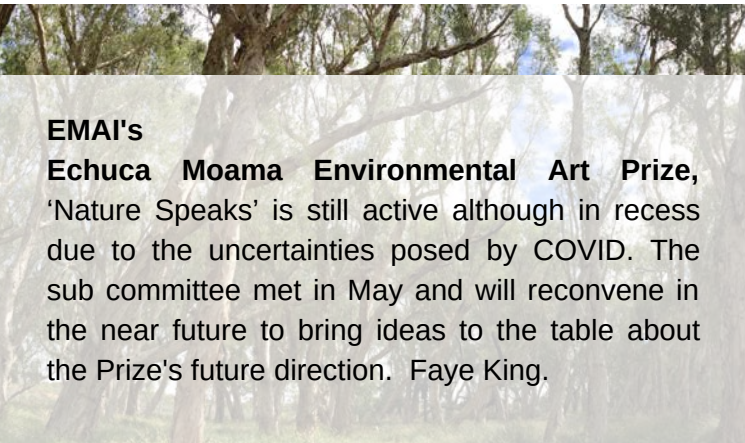 EMAI's
Echuca Moama Environmental Art Prize,
‘Nature Speaks’ is still active although in recess
due to the uncertainties posed by COVID. The
sub committee met in May and will reconvene in
the near future to bring ideas to the table about
the Prize's future direction.  Faye King.